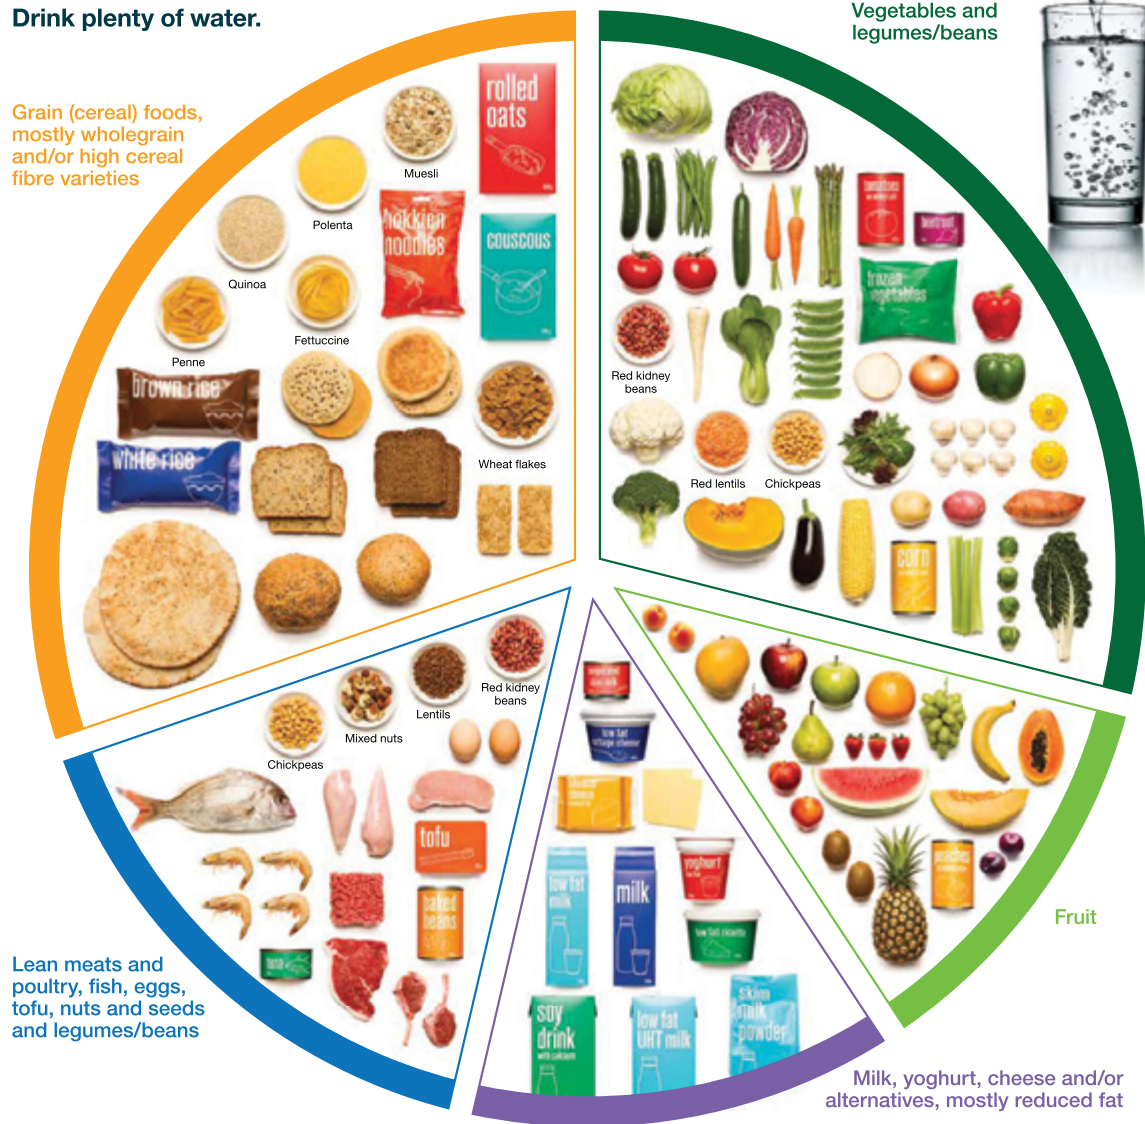 Drink plenty of water.
Vegetables and
legumes/beans
Grain (cereal) foods,
mostly wholegrain
and/or high cereal
fibre varieties
rolled
oats
Muesli
Polenta
hokkien
noodles
couscous
Quinoa
Fettuccine
Penne
brown rice
white rice
Wheat flakes
tomatoes
beetroot
frozen
vegetables
Red kidney
beans
Red lentils
Chickpeas
corn
Red kidney
beans
Lentils
Mixed nuts
Chickpeas
tofu
baked
beans
tuna
Lean meats and
poultry, fish, eggs,
tofu, nuts and seeds
and legumes/beans
low fat
cottage cheese
cheese
low fat
milk
milk
yoghurt
low fat
low fat ricotta
soy
drink
with calcium
low fat
UHT milk
skim
milk
powder
Milk, yoghurt, cheese and/or
alternatives, mostly reduced fat
peaches
Fruit